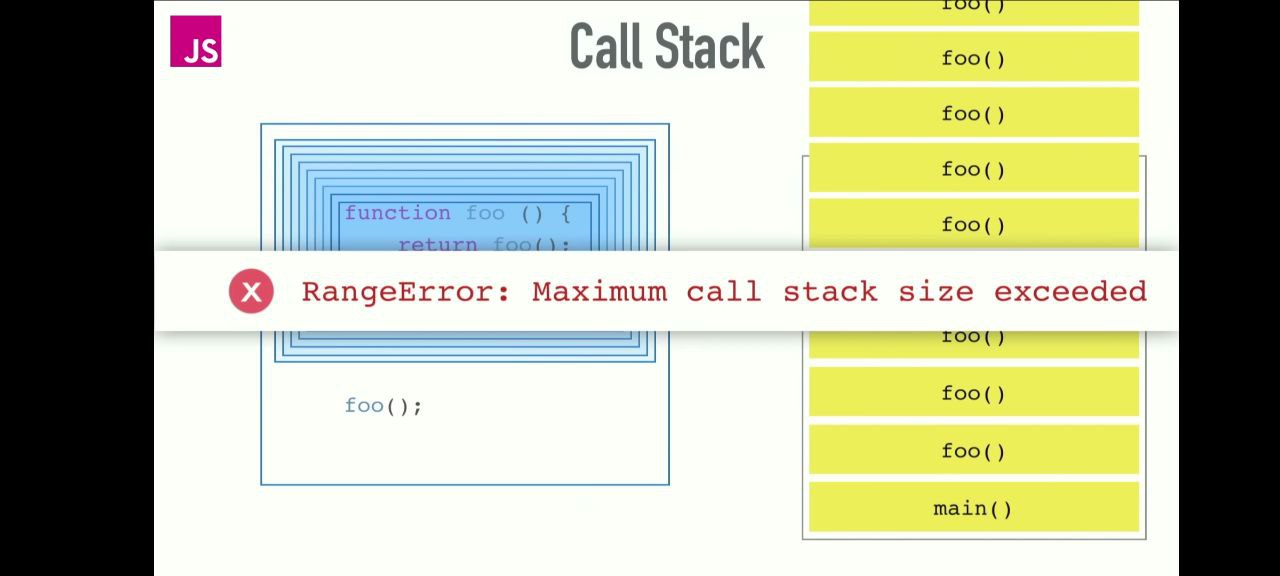 JS
Call Stack
function foo () {
return foo();
foo();
RangeError: Maximum call stack size exceeded
foo()
foo()
foo()
foo()
foo()
foo()
foo()
foo()
main()